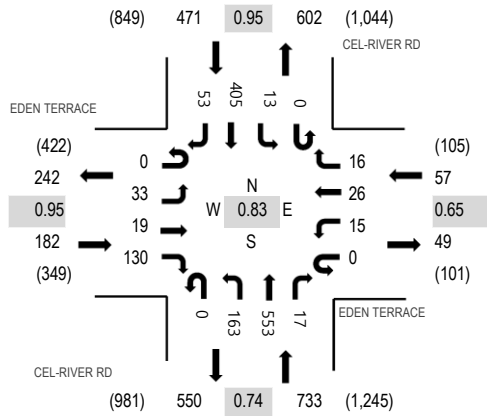 (849) 471 0.95 602 (1,044)
CEL-RIVER RD
53 405 13 0
EDEN TERRACE
(422) (105)
242 0 16 57
33 N 26
0.95 W 0.83 E 0.65
182 19 S 15 49
130 0
(349) (101)
0 163 553 17
EDEN TERRACE
CEL-RIVER RD
(981) 550 0.74 733 (1,245)